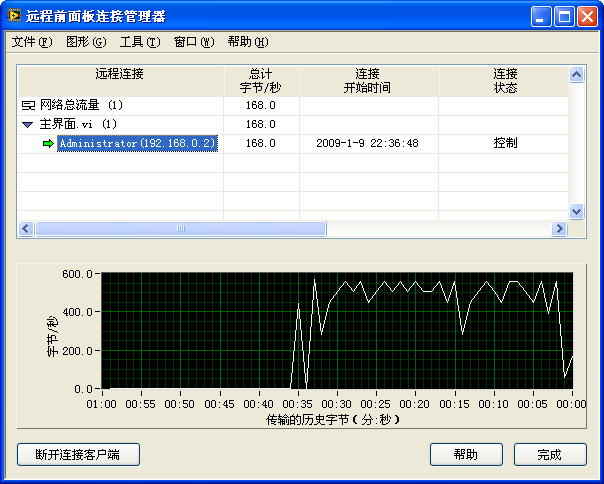 远程前面板连接管理器
文件(F) 图形(G) 工具(T) 窗口(W) 帮助(H)
远程连接 总计 字节/秒 连接 开始时间 连接 状态
网络总流量 (1) 168.0
主界面.vi (1) 168.0
Administrator(192.168.0.2) 168.0 2009-1-9 22:36:48 控制
600.0
400.0
200.0
0.0
字节/秒
01:00 00:55 00:50 00:45 00:40 00:35 00:30 00:25 00:20 00:15 00:10 00:05 00:00
传输的历史字节(分:秒)
断开连接客户端 帮助 完成